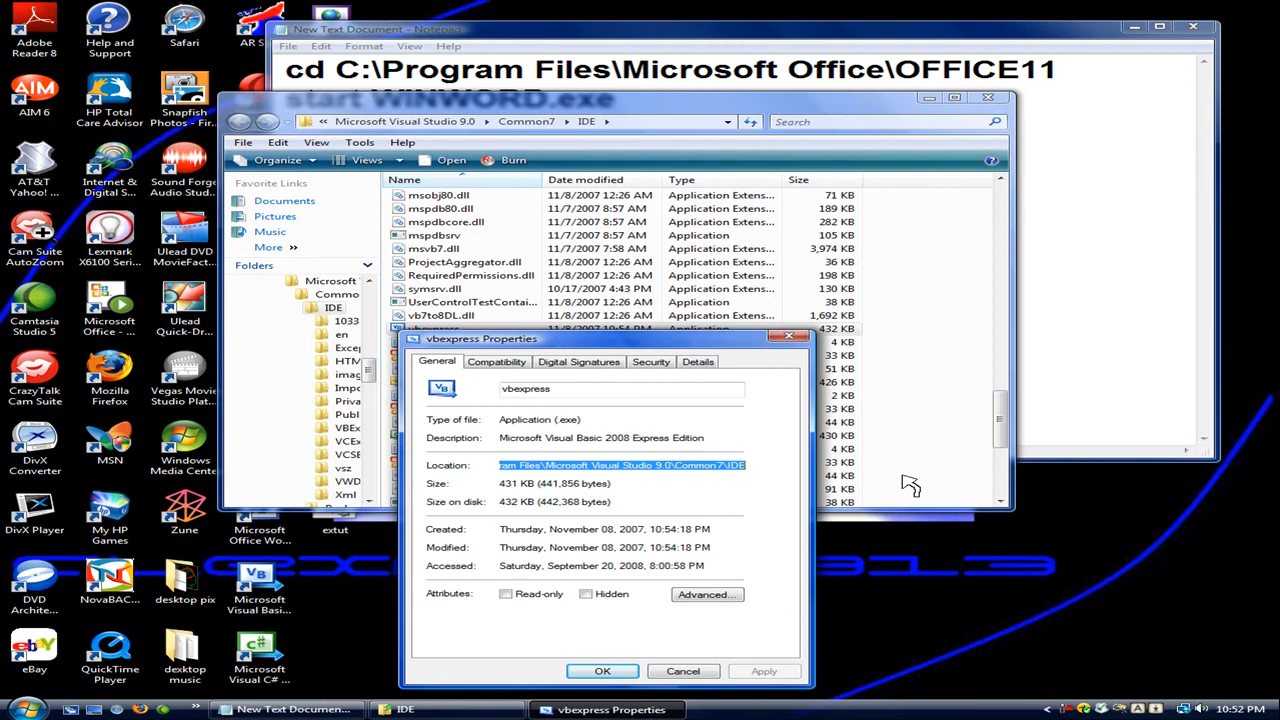 Adobe Reader 8
Help and Support
Safari
AIM 6
HP Total Care Advisor
Snapfish Photos - Fir...
AT&T Yahoo! ...
Internet & Digital S...
Sound Forge Audio Stud...
Cam Suite AutoZoom
Lexmark X6100 Seri...
Ulead DVD MovieFact...
Camtasia Studio 5
Microsoft Office - ...
Ulead Quick-Dr...
CrazyTalk Cam Suite
Mozilla Firefox
Vegas Movie Studio Plat...
DivX Converter
MSN
Windows Media Center
DivX Player
My HP Games
Zune
Microsoft Office Wo...
extut
DVD Archite...
NovaBAC...
desktop pix
Microsoft Visual Basi...
eBay
QuickTime Player
desktop music
Microsoft Visual C# ...
New Text Document - Notepad
File Edit Format View Help
cd C:\Program Files\Microsoft Office\OFFICE11
start WINWORD.exe
« Microsoft Visual Studio 9.0 Common7 IDE
Search
File Edit View Tools Help
Organize Views Open Burn
Favorite Links
Documents
Pictures
Music
More »
Folders
Microsoft
Commo
IDE
1033
en
Excep
HTM
imag
Impo
Priva
Publ
VBEx
VCEx
VCSE
vsz
VWD
Xml
Name Date modified Type Size
msobj80.dll 11/8/2007 12:26 AM Application Extens... 71 KB
mspdb80.dll 11/7/2007 8:57 AM Application Extens... 189 KB
mspdbcore.dll 11/8/2007 12:26 AM Application Extens... 282 KB
mspdbsrv 11/7/2007 8:57 AM Application 113 KB
msvb7.dll 11/7/2007 7:58 AM Application Extens... 3,974 KB
ProjectAggregator.dll 11/8/2007 12:26 AM Application Extens... 36 KB
RequiredPermissions.dll 11/8/2007 12:26 AM Application Extens... 198 KB
symsrv.dll 10/17/2007 4:43 PM Application Extens... 130 KB
UserControlTestContai... 11/8/2007 12:26 AM Application 38 KB
vb7to8DL.dll 11/8/2007 12:26 AM Application Extens... 1,692 KB
vbexpress 11/8/2007 10:54 PM Application 432 KB
4 KB
33 KB
51 KB
426 KB
2 KB
33 KB
44 KB
430 KB
4 KB
33 KB
44 KB
91 KB
38 KB
vbexpress Properties
General Compatibility Digital Signatures Security Details
vbexpress
Type of file: Application (.exe)
Description: Microsoft Visual Basic 2008 Express Edition
Location: ram Files\Microsoft Visual Studio 9.0\Common7\IDE
Size: 431 KB (441,856 bytes)
Size on disk: 432 KB (442,368 bytes)
Created: Thursday, November 08, 2007, 10:54:18 PM
Modified: Thursday, November 08, 2007, 10:54:18 PM
Accessed: Saturday, September 20, 2008, 8:00:58 PM
Attributes: Read-only Hidden Advanced...
OK Cancel Apply
New Text Documen...
IDE
vbexpress Properties
10:52 PM